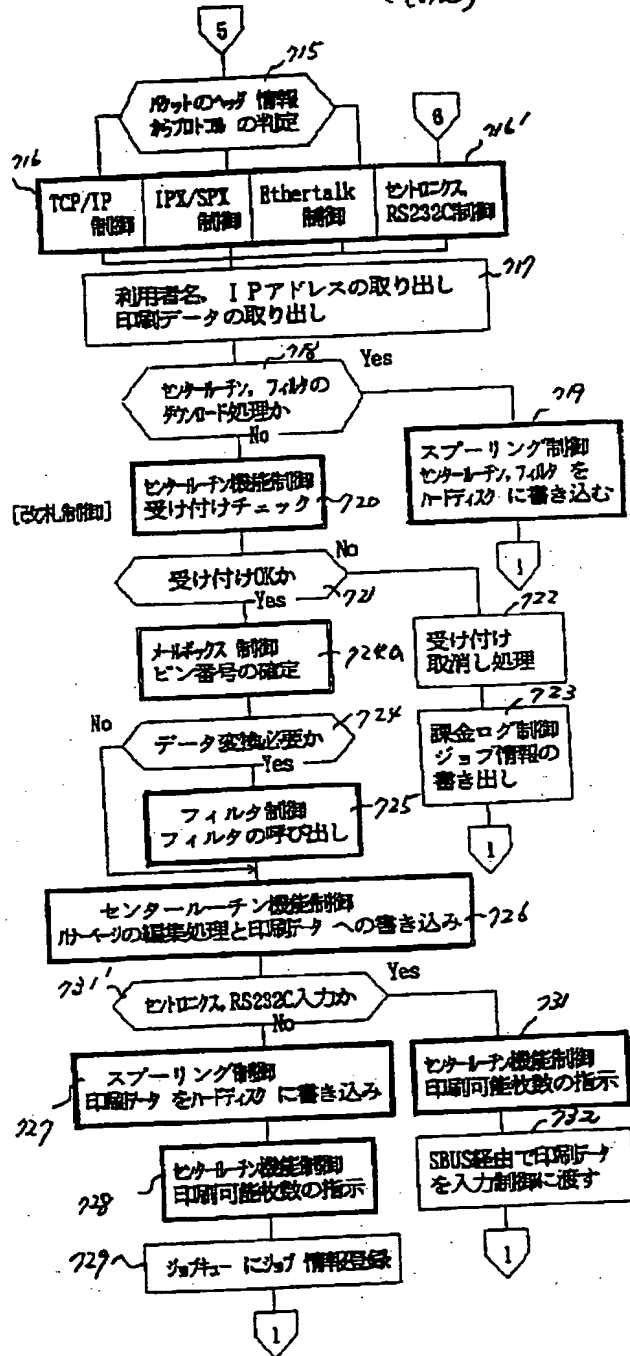 5
715
パケットのヘッダ 情報
からプロトコル の判定
6
716
716'
TCP/IP
制御
IPX/SPX
制御
Ethertalk
制御
セントロニクス,
RS232C制御
717
利用者名, IPアドレスの取り出し
印刷データの取り出し
718
Yes
センタールーチン, フィルタの
ダウンロード処理か
No
719
スプーリング制御
センタールーチン,フィルタ を
ハードディスク に書き込む
1
[改札制御]
センタールーチン機能制御
受け付けチェック
720
受け付けOKか
No
Yes
721
722
受け付け
取消し処理
メールボックス 制御
ビン番号の確定
724a
723
課金ログ制御
ジョブ情報の
書き出し
1
No
データ変換必要か
724
Yes
フィルタ制御
フィルタの呼び出し
725
センタールーチン機能制御
バナーページの編集処理と印刷データ への書き込み
726
731'
セントロニクス, RS232C入力か
Yes
No
731
センタールーチン機能制御
印刷可能枚数の指示
スプーリング制御
印刷データ をハードディスク に書き込み
727
732
SBUS経由で印刷データ
を入力制御に渡す
1
センタールーチン機能制御
印刷可能枚数の指示
728
729
ジョブキュー にジョブ 情報登録
1